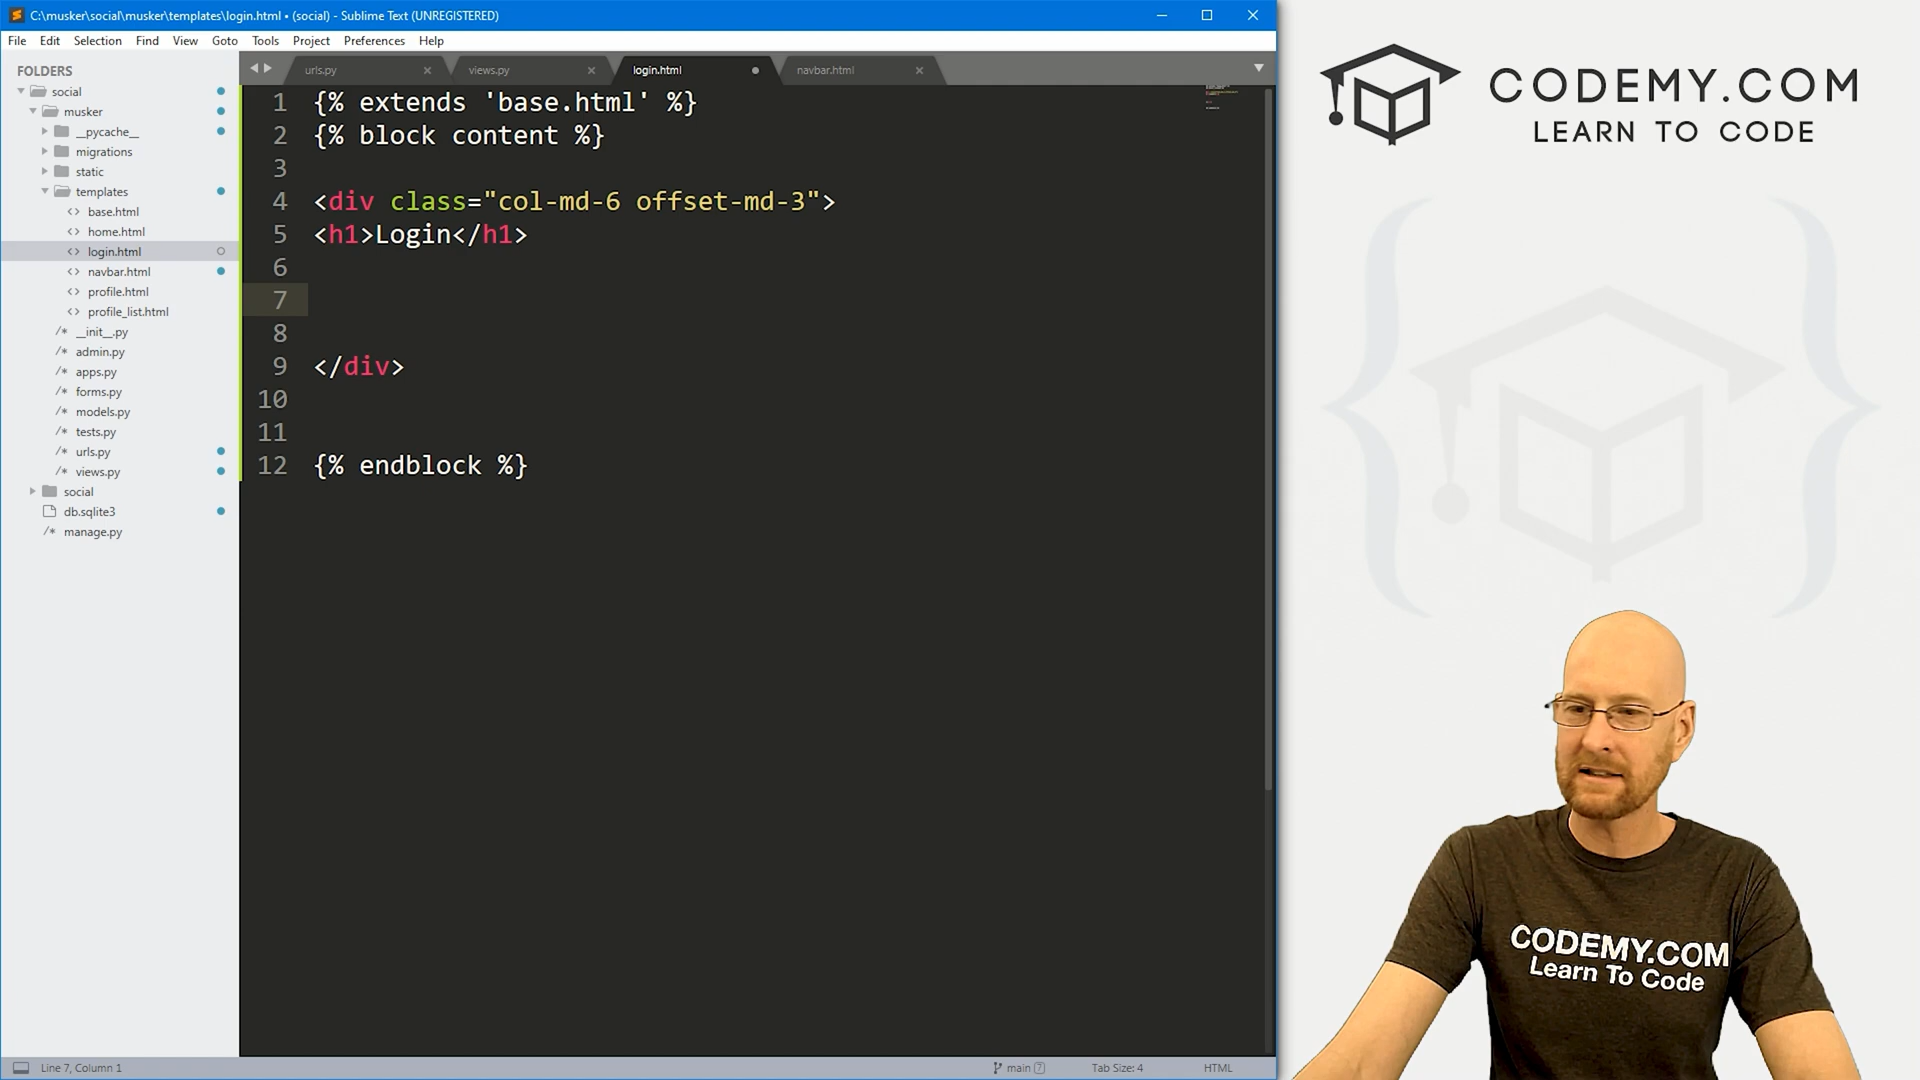 C:\musker\social\musker\templates\login.html • (social) - Sublime Text (UNREGISTERED)
File Edit Selection Find View Goto Tools Project Preferences Help
FOLDERS
social
musker
__pycache__
migrations
static
templates
<> base.html
<> home.html
<> login.html
<> navbar.html
<> profile.html
<> profile_list.html
/* __init__.py
/* admin.py
/* apps.py
/* forms.py
/* models.py
/* tests.py
/* urls.py
/* views.py
social
db.sqlite3
/* manage.py
urls.py views.py login.html navbar.html
1 {% extends 'base.html' %}
2 {% block content %}
3
4 <div class="col-md-6 offset-md-3">
5 <h1>Login</h1>
6
7
8
9 </div>
10
11
12 {% endblock %}
Line 7, Column 1
main 7
Tab Size: 4
HTML
CODEMY.COM
LEARN TO CODE
CODEMY.COM
Learn To Code